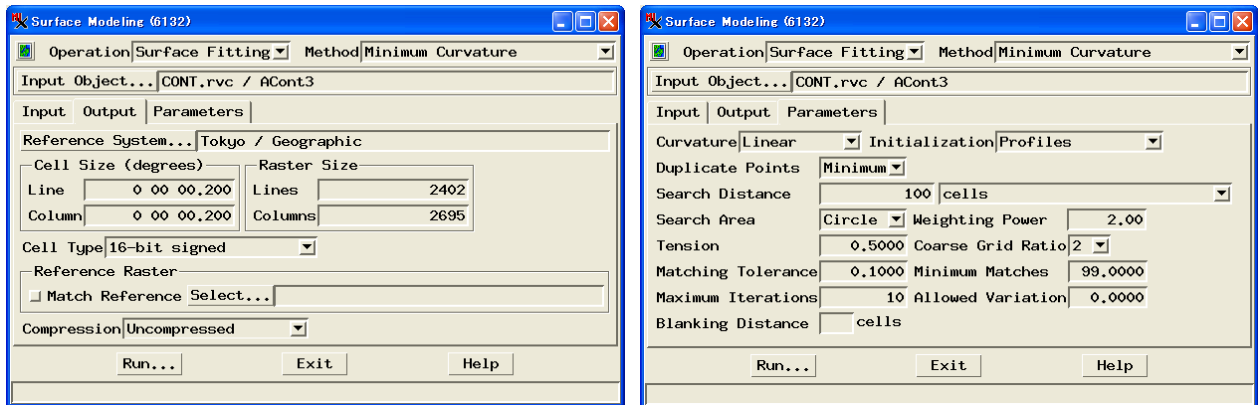 Surface Modeling (6132)
Operation Surface Fitting Method Minimum Curvature
Input Object... CONT.rvc / ACont3
Input Output Parameters
Reference System... Tokyo / Geographic
Cell Size (degrees) Raster Size
Line 0 00 00.200 Lines 2402
Column 0 00 00.200 Columns 2695
Cell Type 16-bit signed
Reference Raster
Match Reference Select...
Compression Uncompressed
Run... Exit Help
Surface Modeling (6132)
Operation Surface Fitting Method Minimum Curvature
Input Object... CONT.rvc / ACont3
Input Output Parameters
Curvature Linear Initialization Profiles
Duplicate Points Minimum
Search Distance 100 cells
Search Area Circle Weighting Power 2.00
Tension 0.5000 Coarse Grid Ratio 2
Matching Tolerance 0.1000 Minimum Matches 99.0000
Maximum Iterations 10 Allowed Variation 0.0000
Blanking Distance cells
Run... Exit Help